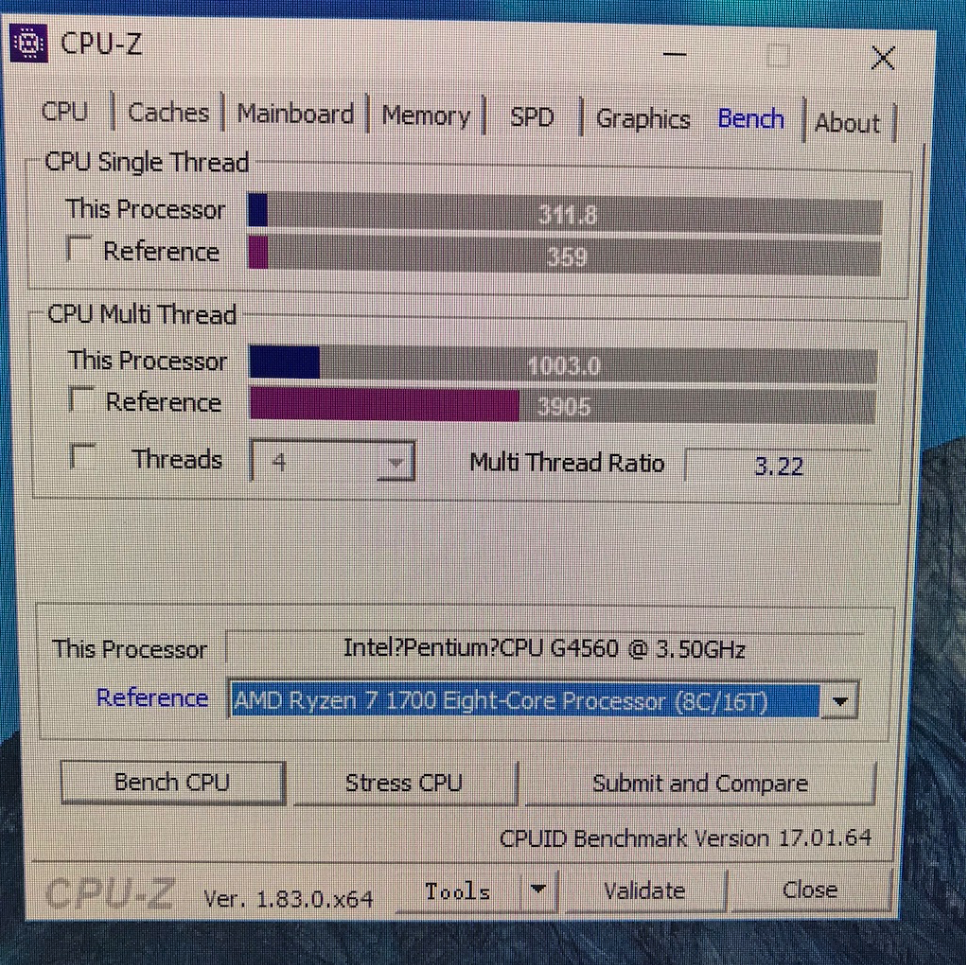 CPU-Z
CPU Caches Mainboard Memory SPD Graphics Bench About
CPU Single Thread
This Processor 311.8
Reference 359
CPU Multi Thread
This Processor 1003.0
Reference 3905
Threads 4 Multi Thread Ratio 3.22
This Processor Intel?Pentium?CPU G4560 @ 3.50GHz
Reference AMD Ryzen 7 1700 Eight-Core Processor (8C/16T)
Bench CPU Stress CPU Submit and Compare
CPUID Benchmark Version 17.01.64
CPU-Z Ver. 1.83.0.x64 Tools Validate Close